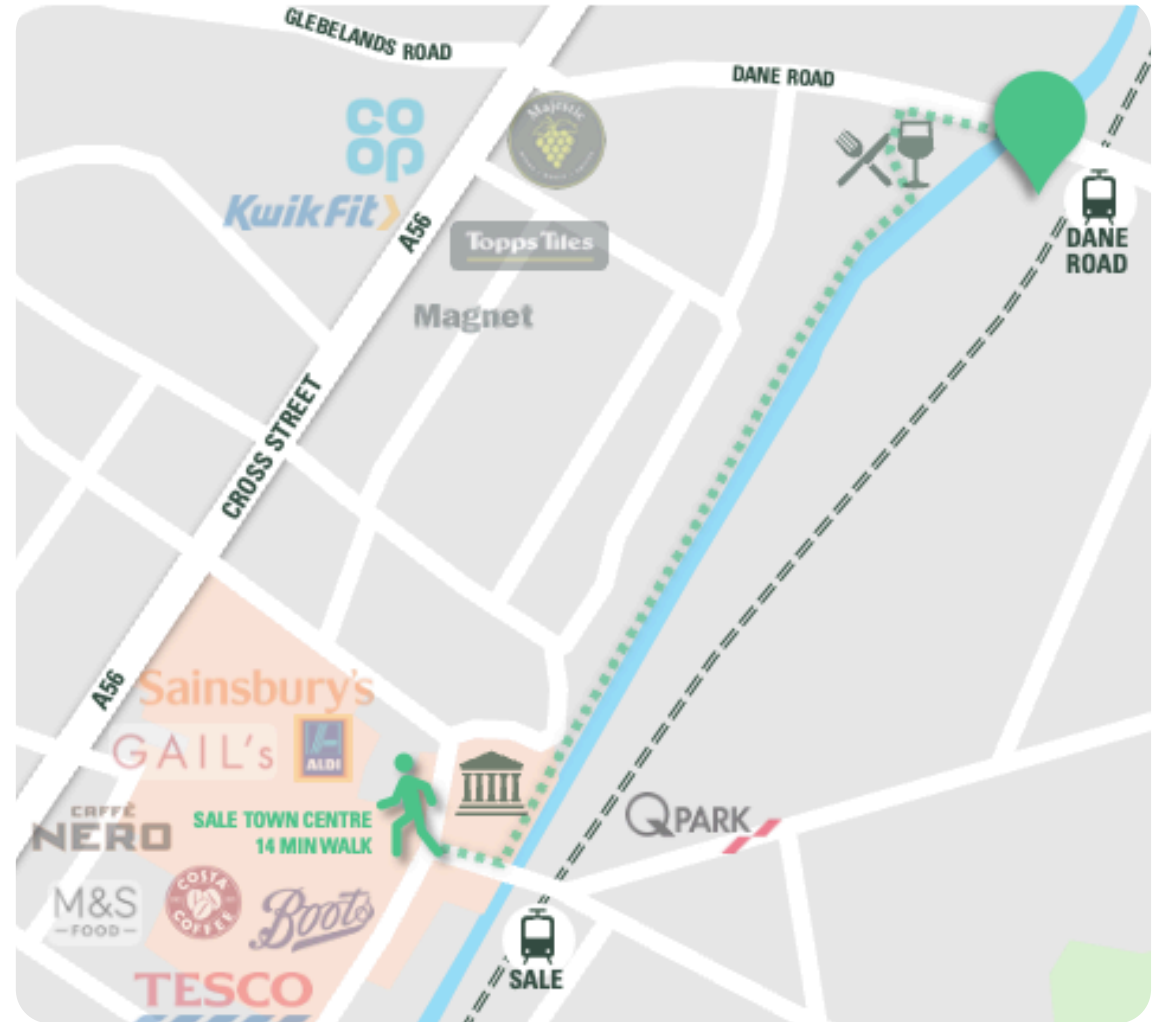 GLEBELANDS ROAD
DANE ROAD
CO
OP
Majestic
KwikFit
A56
Topps Tiles
DANE
ROAD
Magnet
CROSS STREET
A56
Sainsbury's
GAIL's
ALDI
CAFFÈ
NERO
SALE TOWN CENTRE
14 MIN WALK
Q PARK
M&S
FOOD
COSTA
COFFEE
Boots
SALE
TESCO